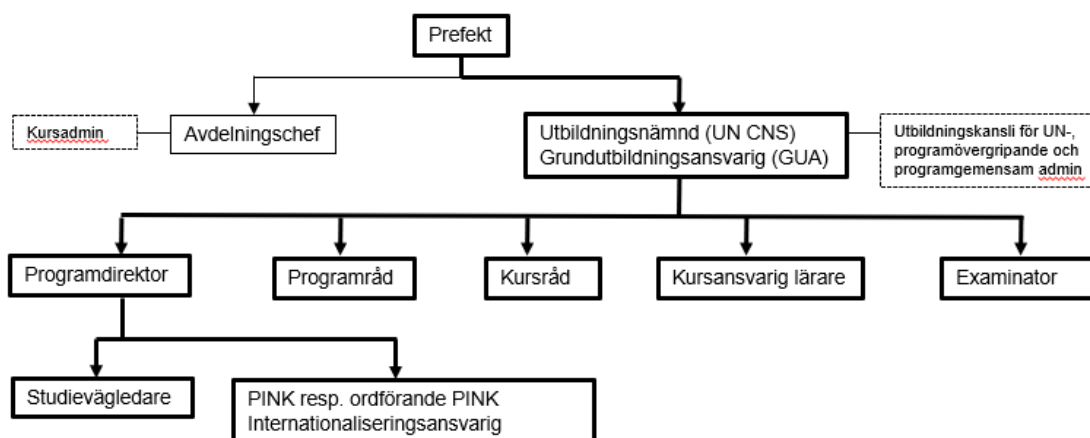 Prefekt
Kursadmin
Avdelningschef
Utbildningsnämnd (UN CNS)
Grundutbildningsansvarig (GUA)
Utbildningskansli för UN-,
programövergripande och
programgemensam admin
Programdirektor
Programråd
Kursråd
Kursansvarig lärare
Examinator
Studievägledare
PINK resp. ordförande PINK
Internationaliseringsansvarig